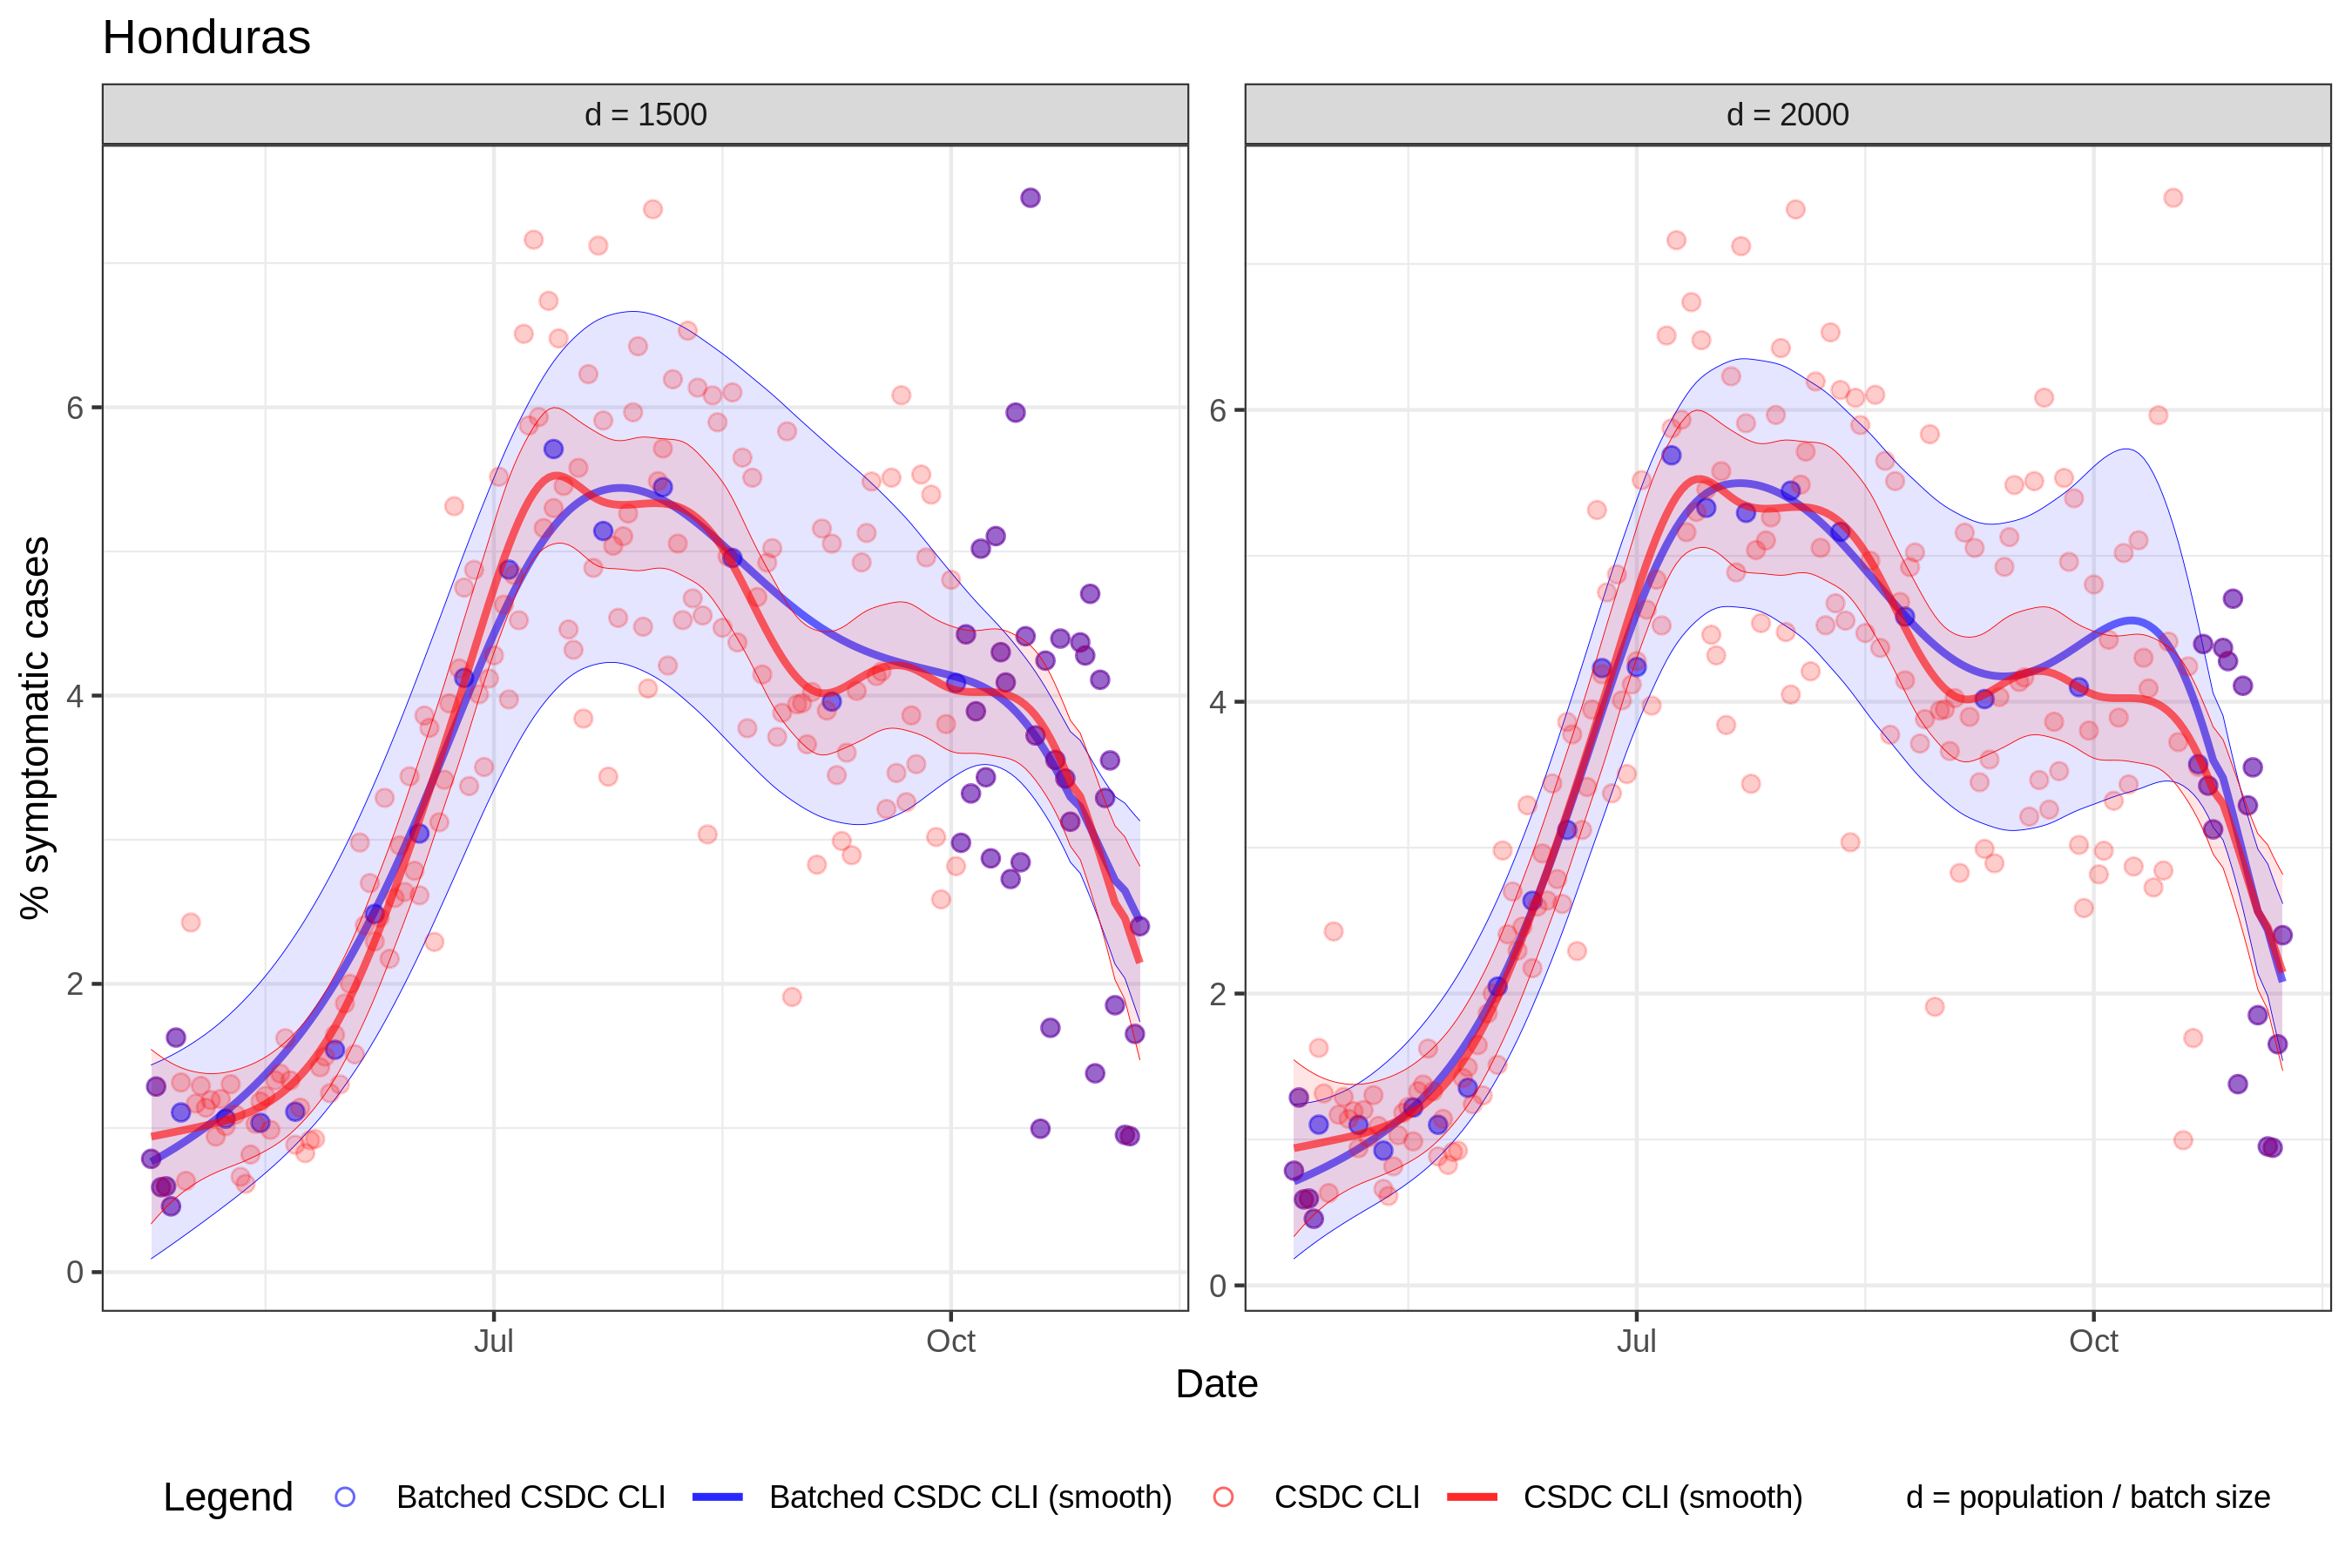 Honduras
d = 1500
d = 2000
% symptomatic cases
6
4
2
0
6
4
2
0
Jul
Oct
Jul
Oct
Date
Legend
Batched CSDC CLI
Batched CSDC CLI (smooth)
CSDC CLI
CSDC CLI (smooth)
d = population / batch size